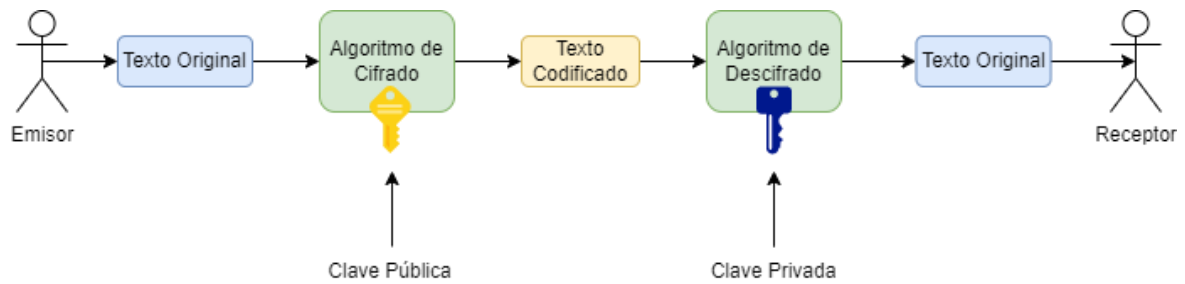 Texto Original
Algoritmo de
Cifrado
Texto
Codificado
Algoritmo de
Descifrado
Texto Original
Emisor
Receptor
Clave Pública
Clave Privada